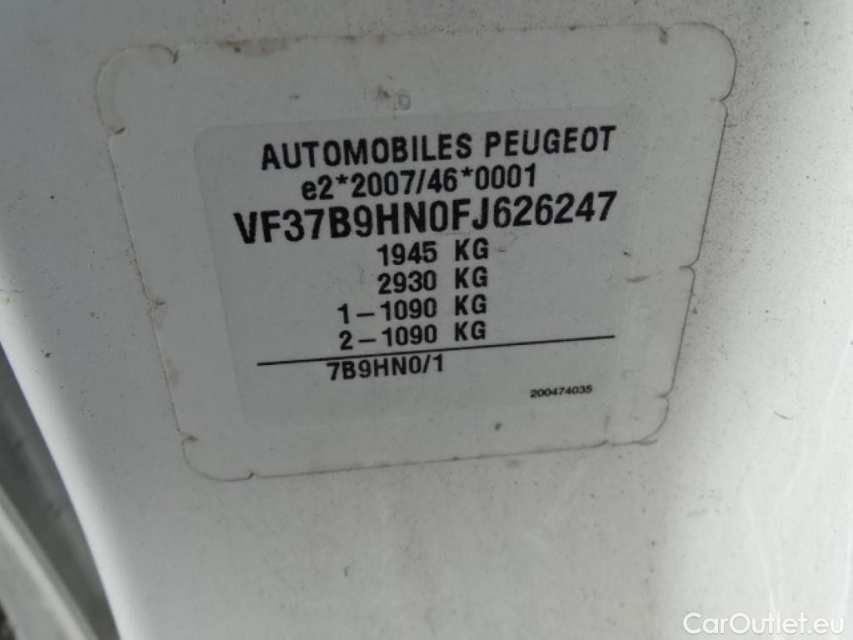 AUTOMOBILES PEUGEOT
e2*2007/46*0001
VF37B9HN0FJ626247
1945 KG
2930 KG
1-1090 KG
2-1090 KG
7B9HN0/1
200474035
CarOutlet.eu